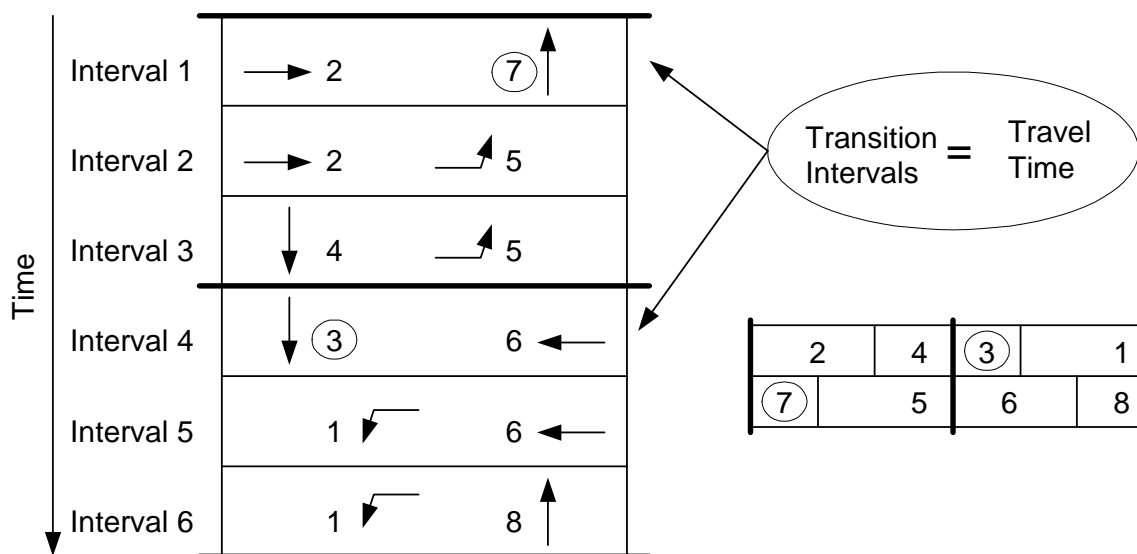 Time
Interval 1
2
7
Interval 2
2
5
Interval 3
4
5
Interval 4
3
6
Interval 5
1
6
Interval 6
1
8
Transition
Intervals
=
Travel
Time
2 4 3 1
7 5 6 8